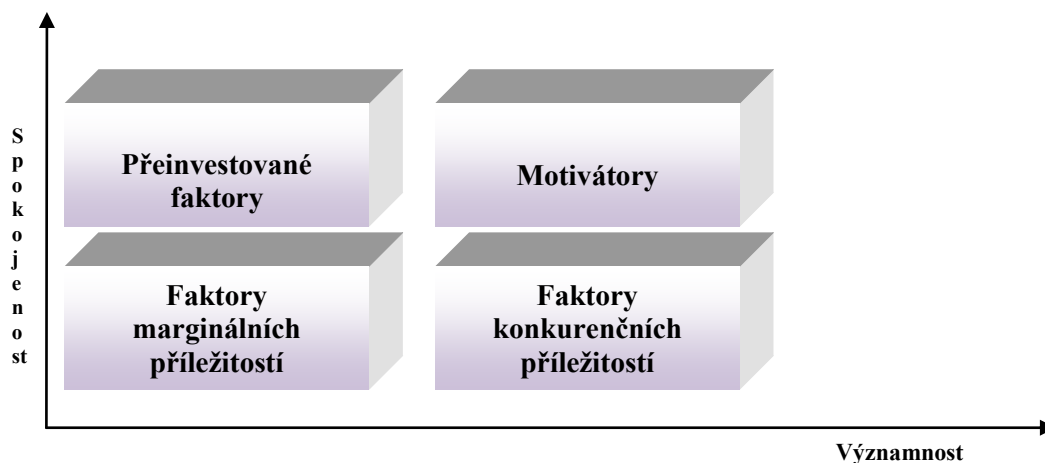 S
p
o
k
o
j
e
n
o
st
Přeinvestované
faktory
Motivátory
Faktory
marginálních
příležitostí
Faktory
konkurenčních
příležitostí
Významnost